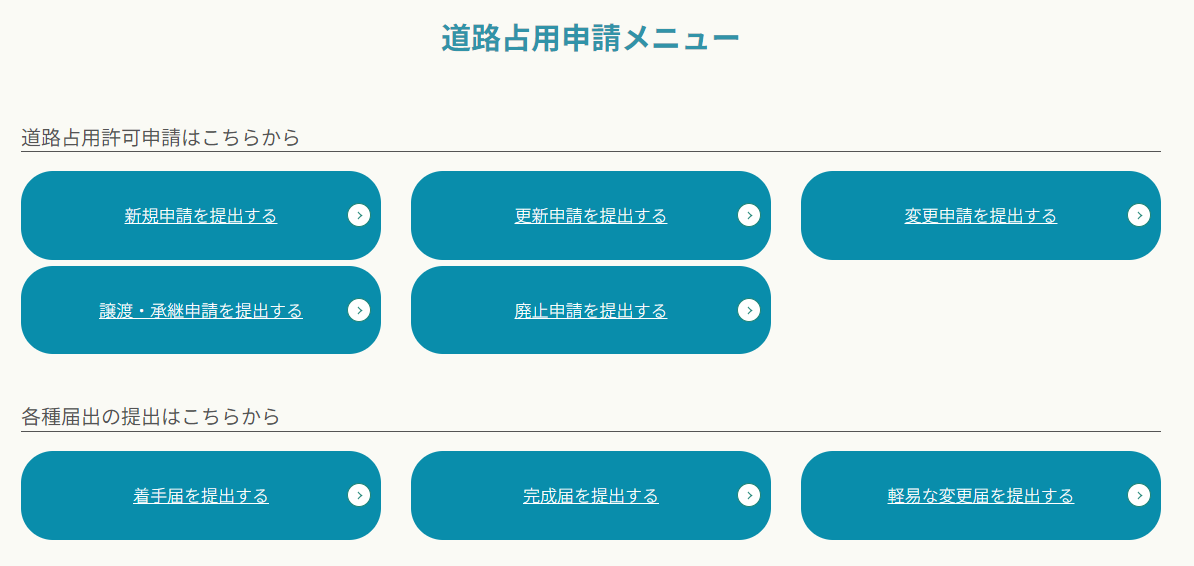 道路占用申請メニュー
道路占用許可申請はこちらから
新規申請を提出する
更新申請を提出する
変更申請を提出する
譲渡・承継申請を提出する
廃止申請を提出する
各種届出の提出はこちらから
着手届を提出する
完成届を提出する
軽易な変更届を提出する